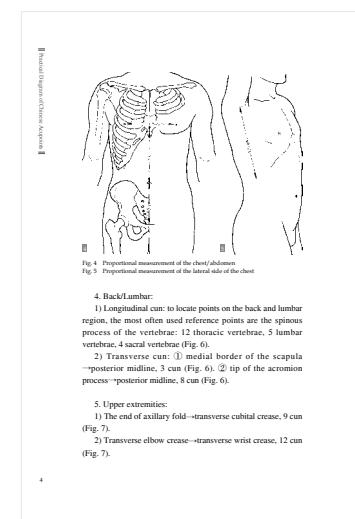 Practical Diagram of Chinese Acupoints
Fig. 4 Proportional measurement of the chest/abdomen
Fig. 5 Proportional measurement of the lateral side of the chest
4. Back/Lumbar:
1) Longitudinal cun: to locate points on the back and lumbar
region, the most often used reference points are the spinous
process of the vertebrae: 12 thoracic vertebrae, 5 lumbar
vertebrae, 4 sacral vertebrae (Fig. 6).
2) Transverse cun: ① medial border of the scapula
→posterior midline, 3 cun (Fig. 6). ② tip of the acromion
process→posterior midline, 8 cun (Fig. 6).
5. Upper extremities:
1) The end of axillary fold→transverse cubital crease, 9 cun
(Fig. 7).
2) Transverse elbow crease→transverse wrist crease, 12 cun
(Fig. 7).
4